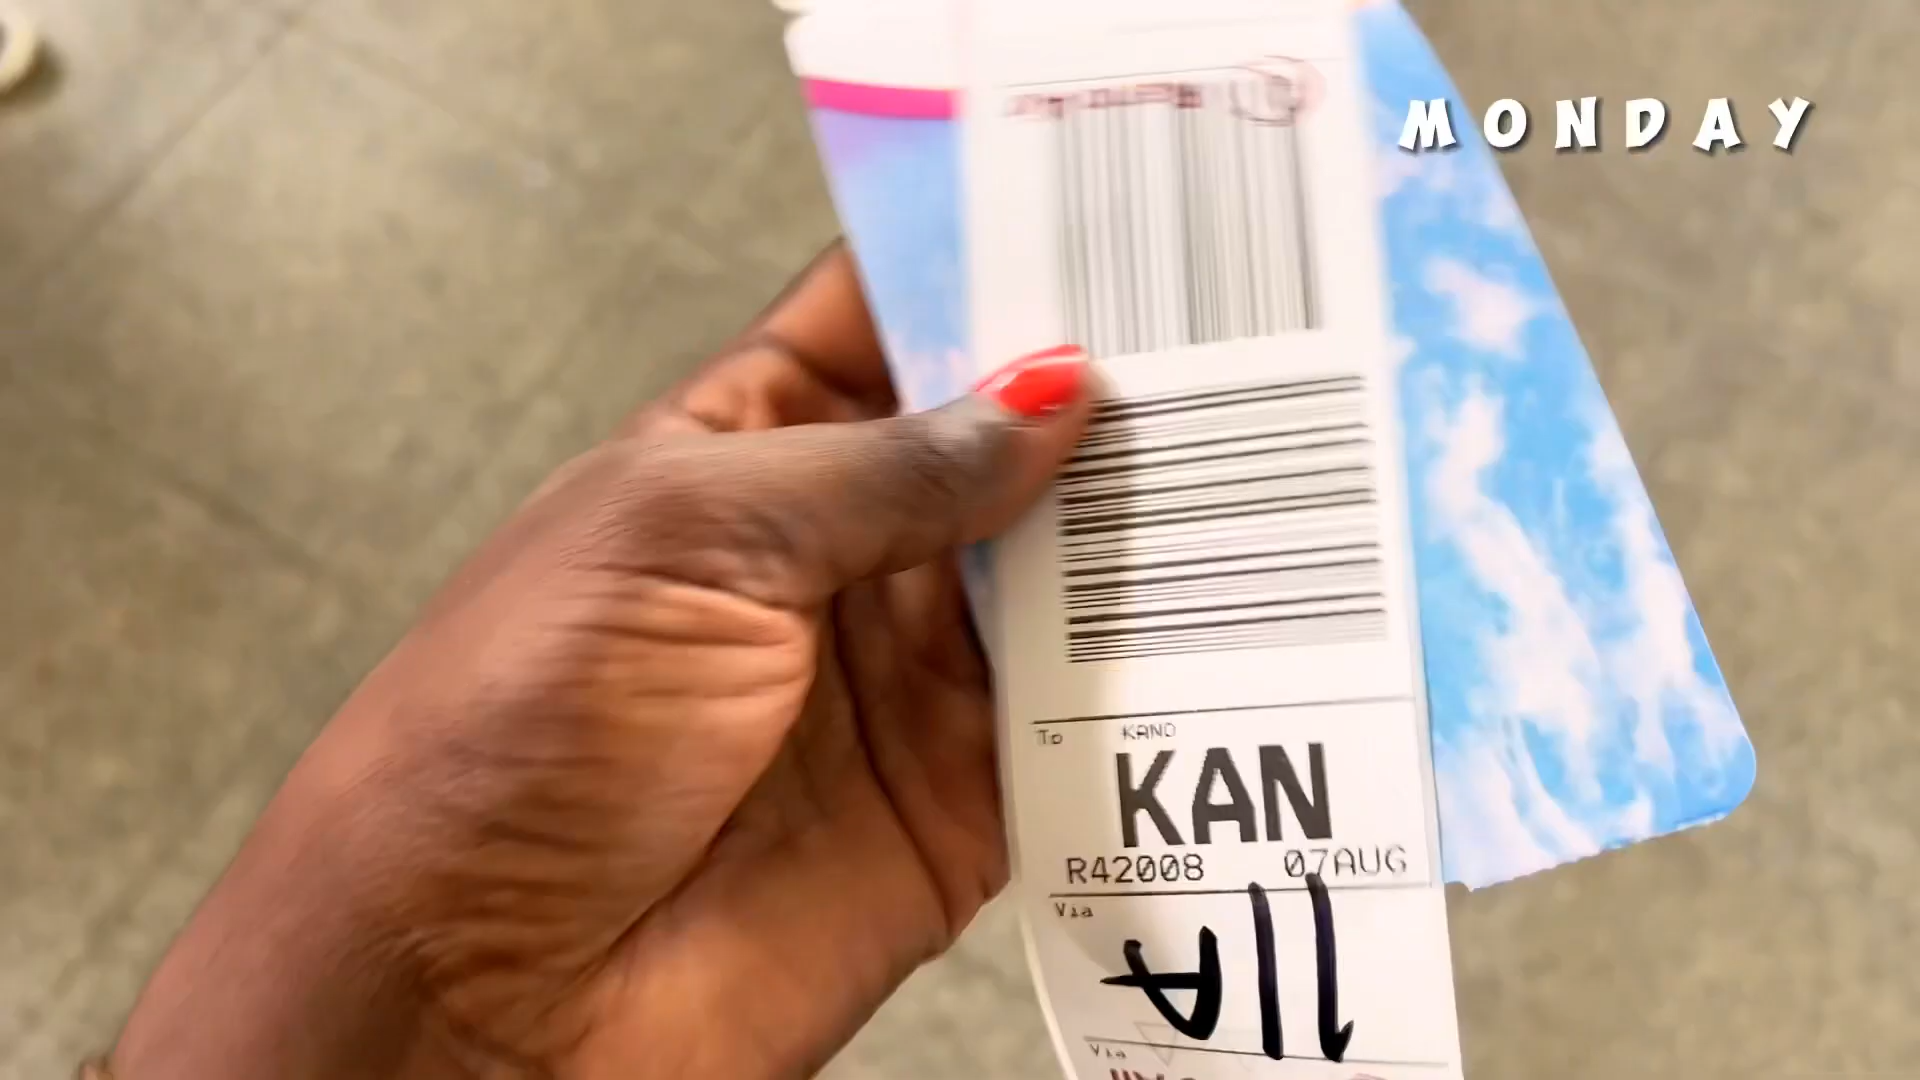 MONDAY
To KANO
KAN
R42008 07AUG
Via
11A
Via